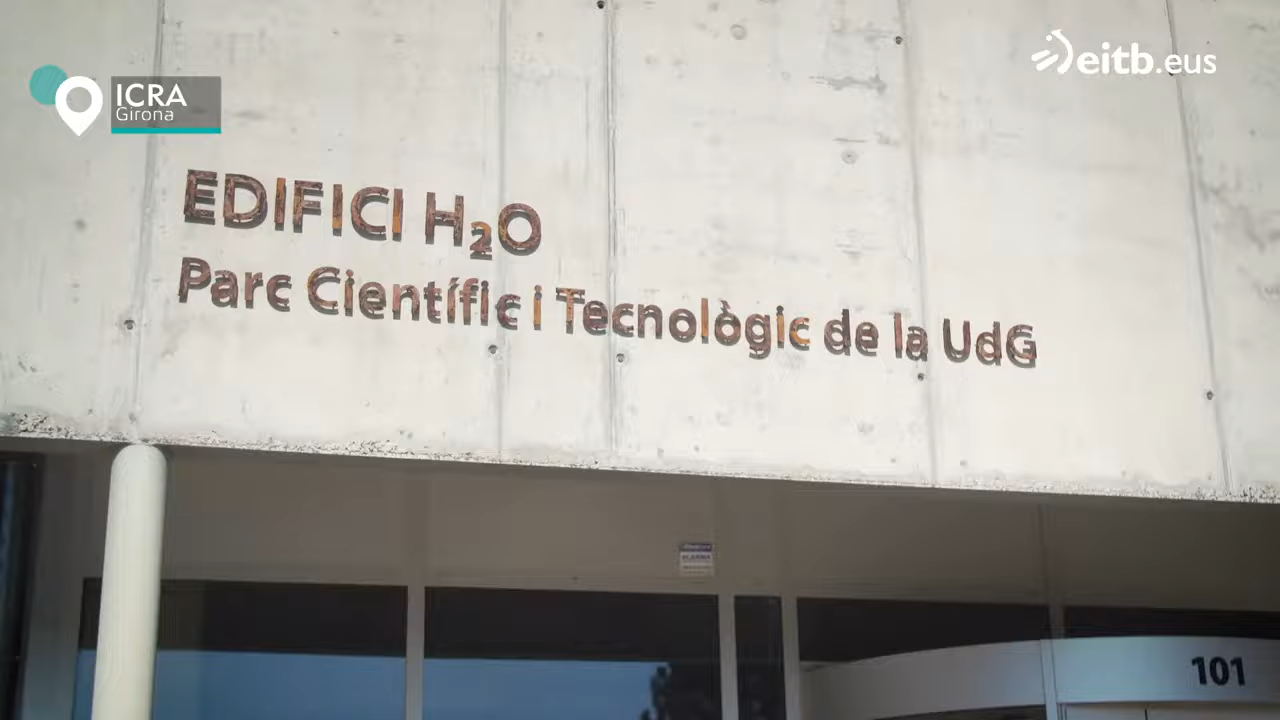 ICRA
Girona
eitb.eus
EDIFICI H₂O
Parc Científic i Tecnològic de la UdG
101